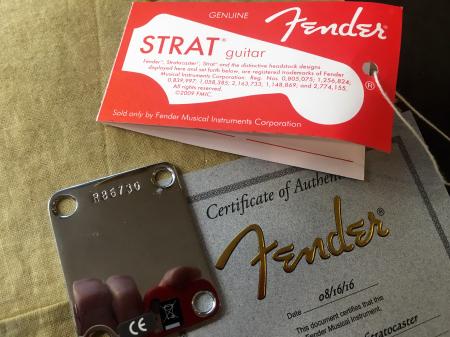 GENUINE
Fender®
STRAT®
guitar
Fender®, Stratocaster®, Strat® and the distinctive headstock designs
displayed here and set forth below, are registered trademarks of Fender
Musical Instruments Corporation. Reg. Nos. 0,805,075; 1,256,824;
0,839,997; 1,058,385; 2,163,733; 1,148,869; and 2,774,155.
All rights reserved.
©2009 FMIC.
®
Sold only by Fender Musical Instruments Corporation
R86730
CE
Certificate of Authent
Fender®
Date 08/16/16
This document certifies that this
Fender Musical Instrument,
Stratocaster